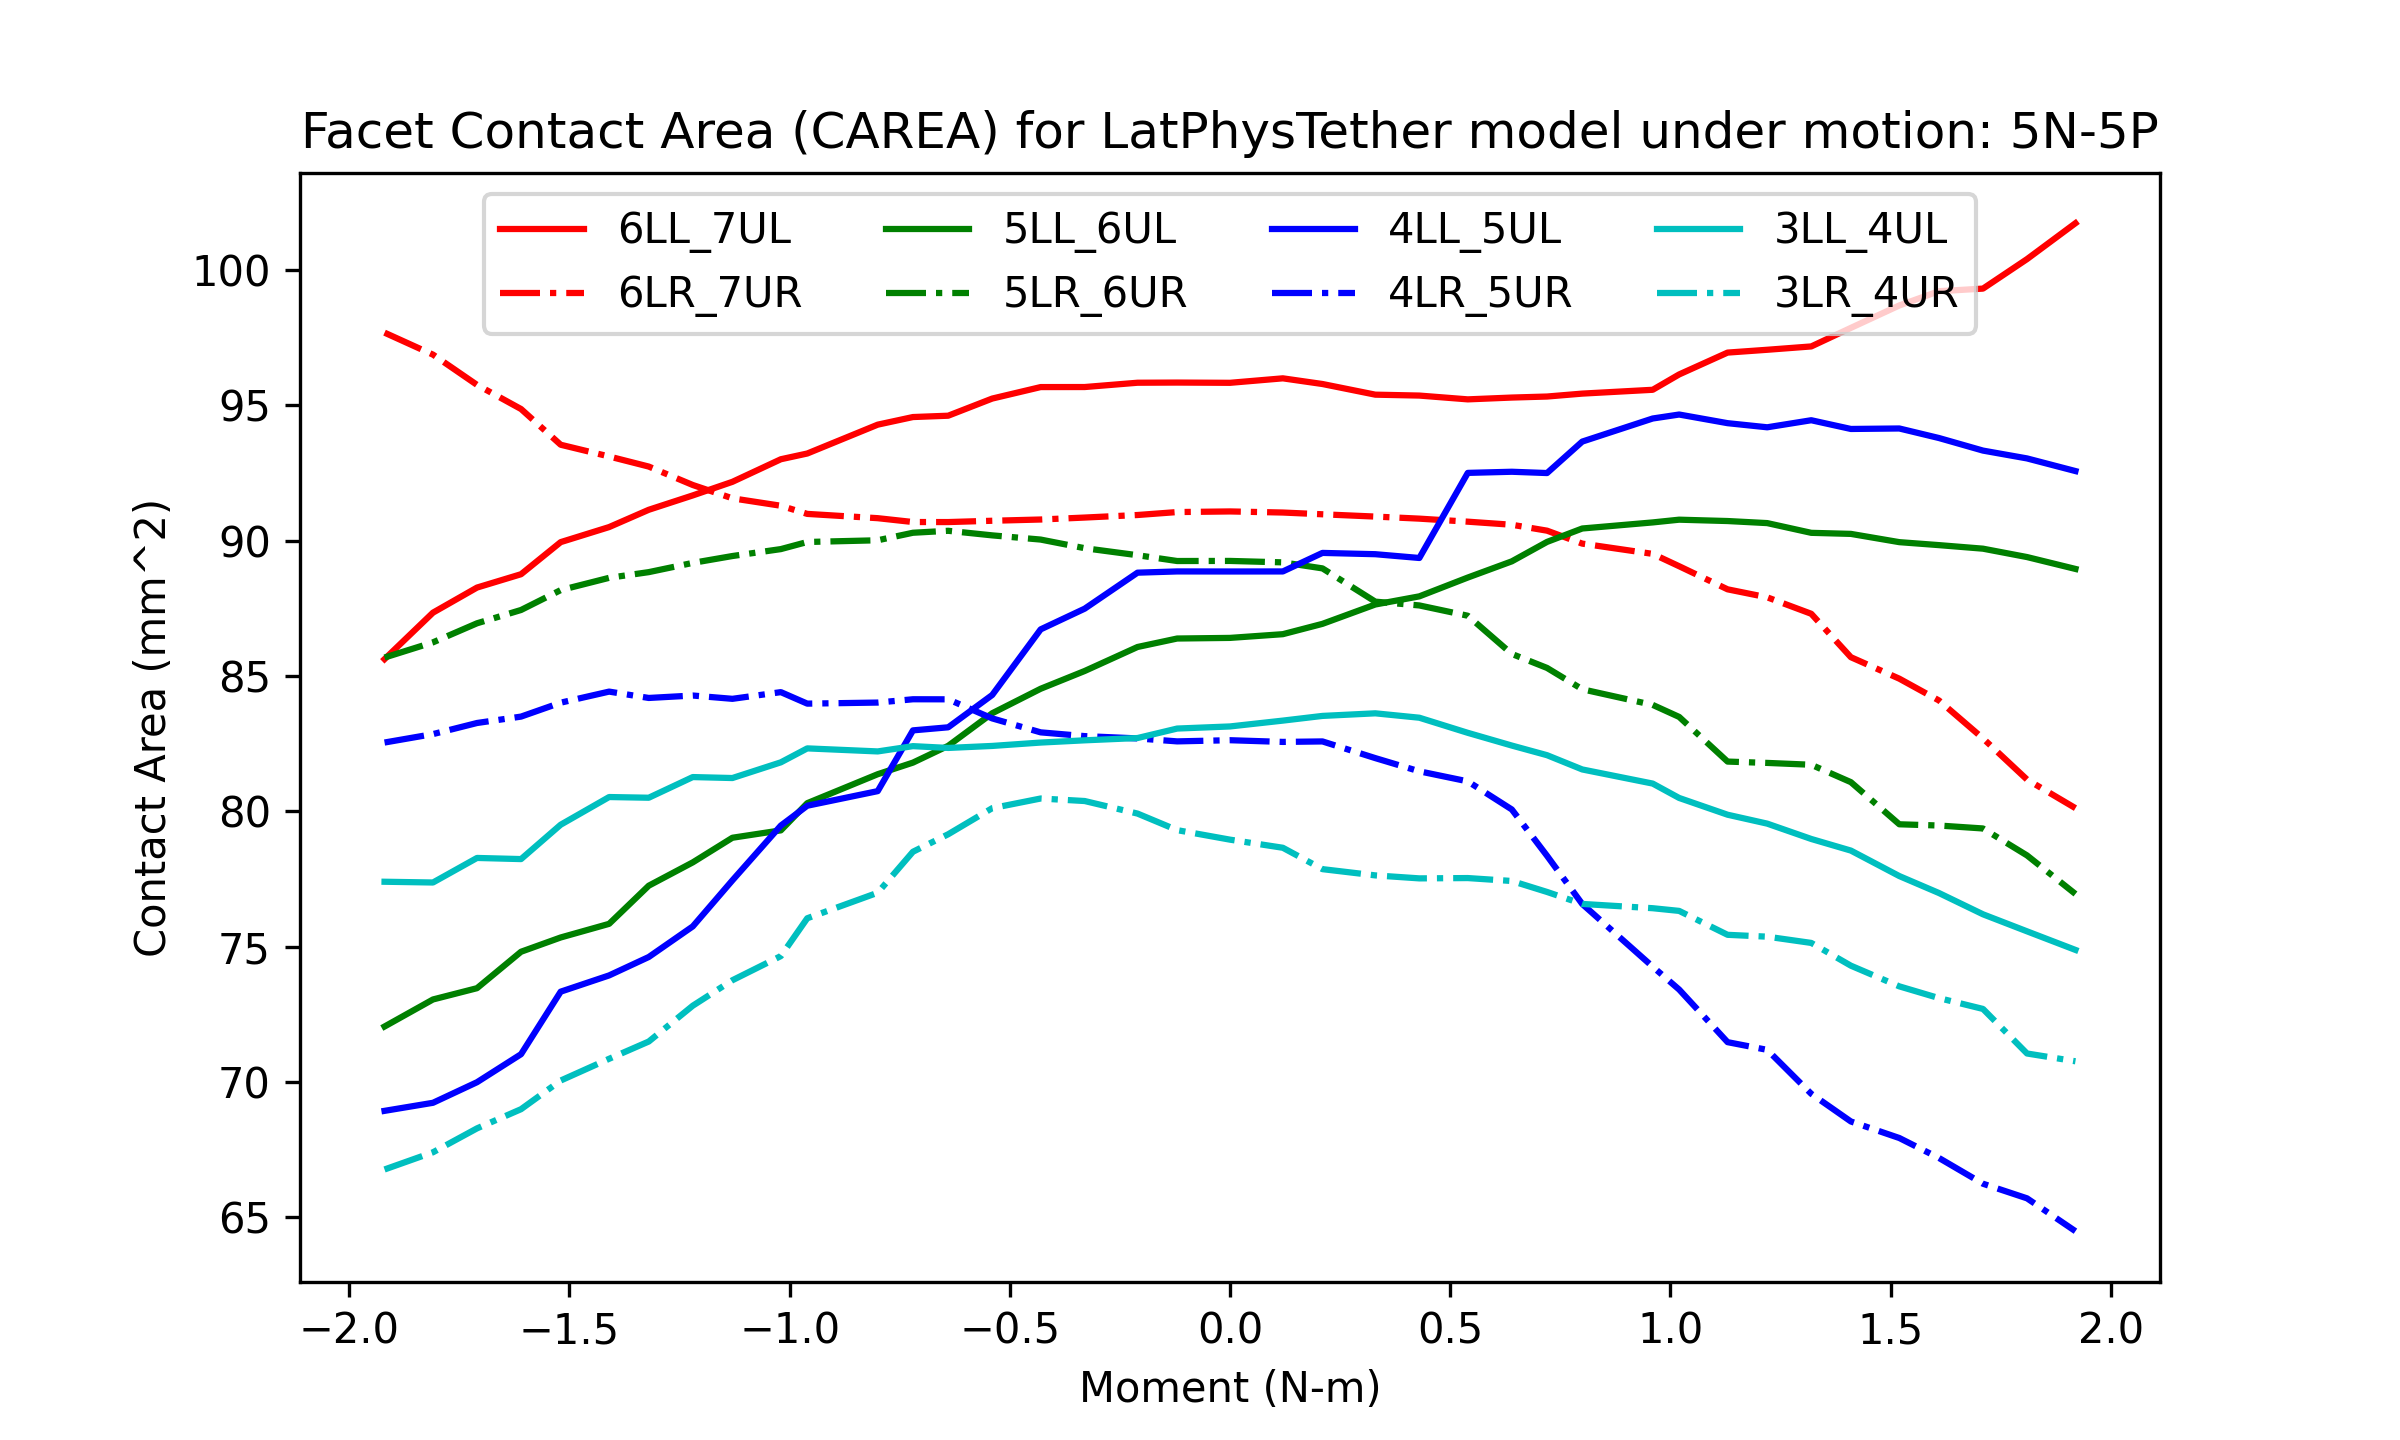 Facet Contact Area (CAREA) for LatPhysTether model under motion: 5N-5P
6LL_7UL 5LL_6UL 4LL_5UL 3LL_4UL
6LR_7UR 5LR_6UR 4LR_5UR 3LR_4UR
100
95
90
85
80
75
70
65
Contact Area (mm^2)
−2.0 −1.5 −1.0 −0.5 0.0 0.5 1.0 1.5 2.0
Moment (N-m)